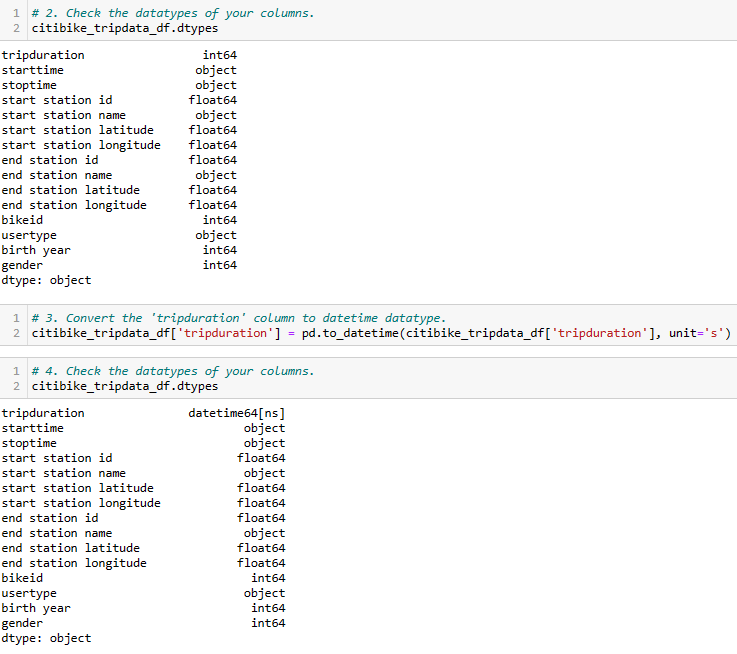 1 # 2. Check the datatypes of your columns.
2 citibike_tripdata_df.dtypes
tripduration int64
starttime object
stoptime object
start station id float64
start station name object
start station latitude float64
start station longitude float64
end station id float64
end station name object
end station latitude float64
end station longitude float64
bikeid int64
usertype object
birth year int64
gender int64
dtype: object
1 # 3. Convert the 'tripduration' column to datetime datatype.
2 citibike_tripdata_df['tripduration'] = pd.to_datetime(citibike_tripdata_df['tripduration'], unit='s')
1 # 4. Check the datatypes of your columns.
2 citibike_tripdata_df.dtypes
tripduration datetime64[ns]
starttime object
stoptime object
start station id float64
start station name object
start station latitude float64
start station longitude float64
end station id float64
end station name object
end station latitude float64
end station longitude float64
bikeid int64
usertype object
birth year int64
gender int64
dtype: object